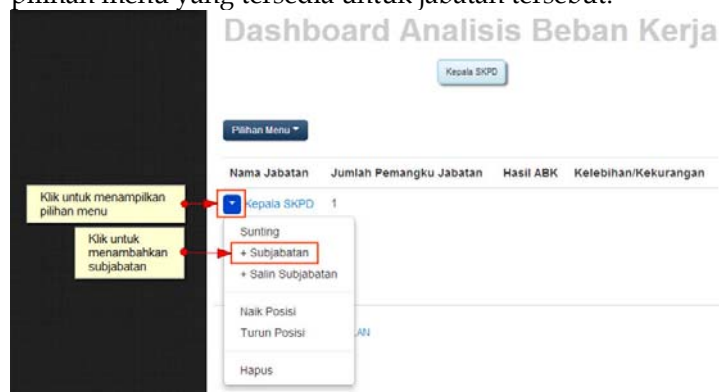 pilihan menu yang tersedia untuk jabatan tersebut.
Dashboard Analisis Beban Kerja
Kepala SKPD
Pilihan Menu
Nama Jabatan Jumlah Pemangku Jabatan Hasil ABK Kelebihan/Kekurangan
Klik untuk menampilkan
pilihan menu
Kepala SKPD 1
Klik untuk
menambahkan
subjabatan
Sunting
+ Subjabatan
+ Salin Subjabatan
Naik Posisi
Turun Posisi
Hapus